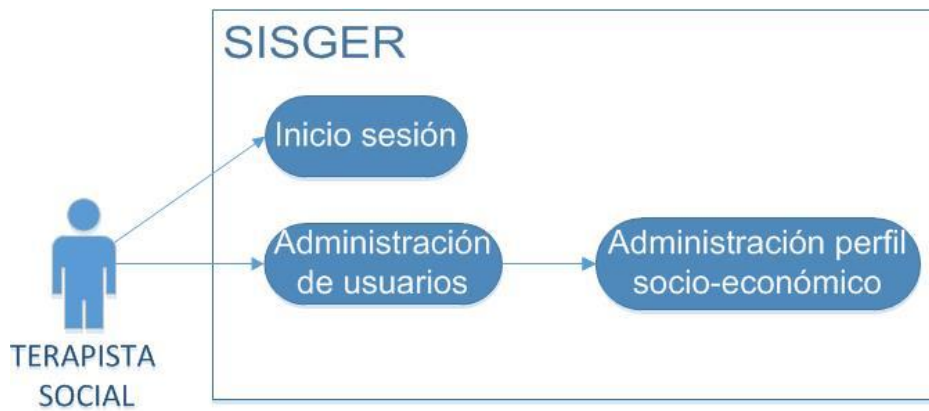 SISGER
Inicio sesión
Administración
de usuarios
Administración perfil
socio-económico
TERAPISTA
SOCIAL